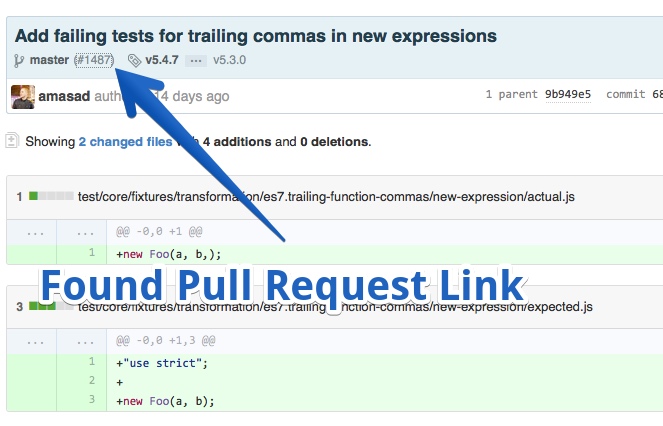 Add failing tests for trailing commas in new expressions
master (#1487) v5.4.7 ... v5.3.0
amasad 14 days ago
1 parent 9b949e5 commit 68
Showing 2 changed files 4 additions and 0 deletions.
1 test/core/fixtures/transformation/es7.trailing-function-commas/new-expression/actual.js
... ... @@ -0,0 +1 @@
1 +new Foo(a, b,);
Found Pull Request Link
3 test/core/fixtures/transformation/es7.trailing-function-commas/new-expression/expected.js
... ... @@ -0,0 +1,3 @@
1 +"use strict";
2 +
3 +new Foo(a, b);